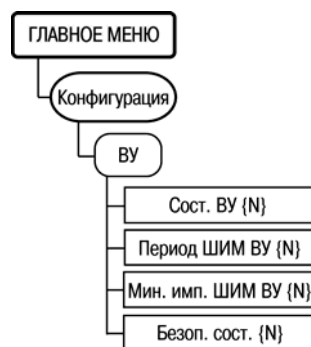 ГЛАВНОЕ МЕНЮ
Конфигурация
ВУ
Сост. ВУ {N}
Период ШИМ ВУ {N}
Мин. имп. ШИМ ВУ {N}
Безоп. сост. {N}